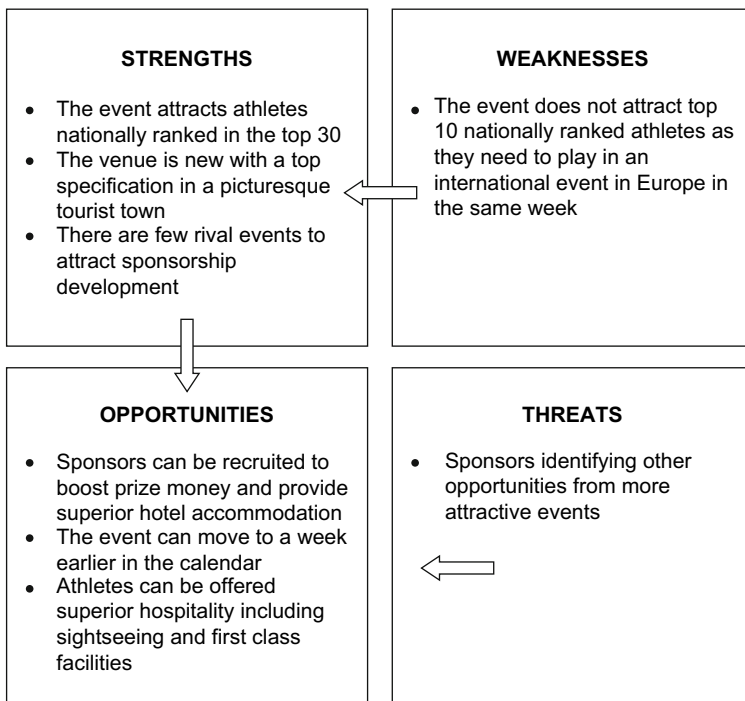 STRENGTHS
• The event attracts athletes
nationally ranked in the top 30
• The venue is new with a top
specification in a picturesque
tourist town
• There are few rival events to
attract sponsorship
development
WEAKNESSES
• The event does not attract top
10 nationally ranked athletes as
they need to play in an
international event in Europe in
the same week
OPPORTUNITIES
• Sponsors can be recruited to
boost prize money and provide
superior hotel accommodation
• The event can move to a week
earlier in the calendar
• Athletes can be offered
superior hospitality including
sightseeing and first class
facilities
THREATS
• Sponsors identifying other
opportunities from more
attractive events